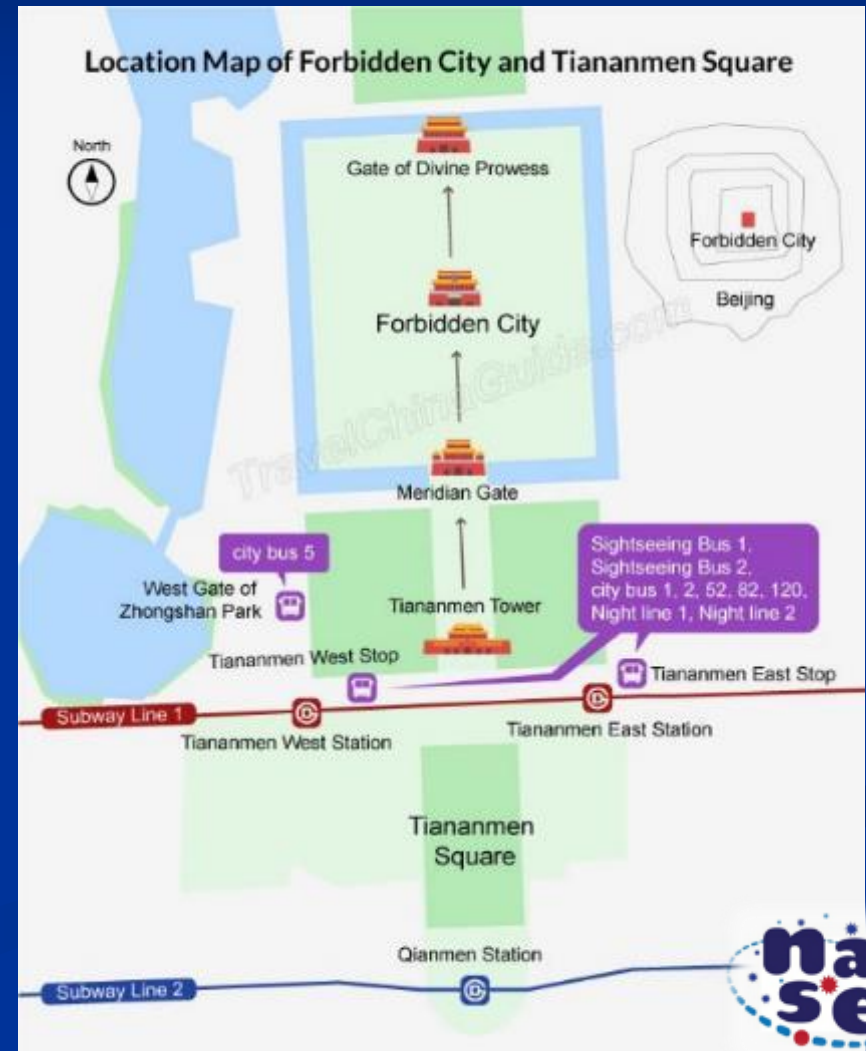 Location Map of Forbidden City and Tiananmen Square
North
Gate of Divine Prowess
Forbidden City
Beijing
Forbidden City
TravelChinaGuide.com
Meridian Gate
city bus 5
West Gate of
Zhongshan Park
Sightseeing Bus 1,
Sightseeing Bus 2,
city bus 1, 2, 52, 82, 120,
Night line 1, Night line 2
Tiananmen Tower
Tiananmen West Stop
Tiananmen East Stop
Subway Line 1
Tiananmen West Station
Tiananmen East Station
Tiananmen
Square
Qianmen Station
Subway Line 2
na
se